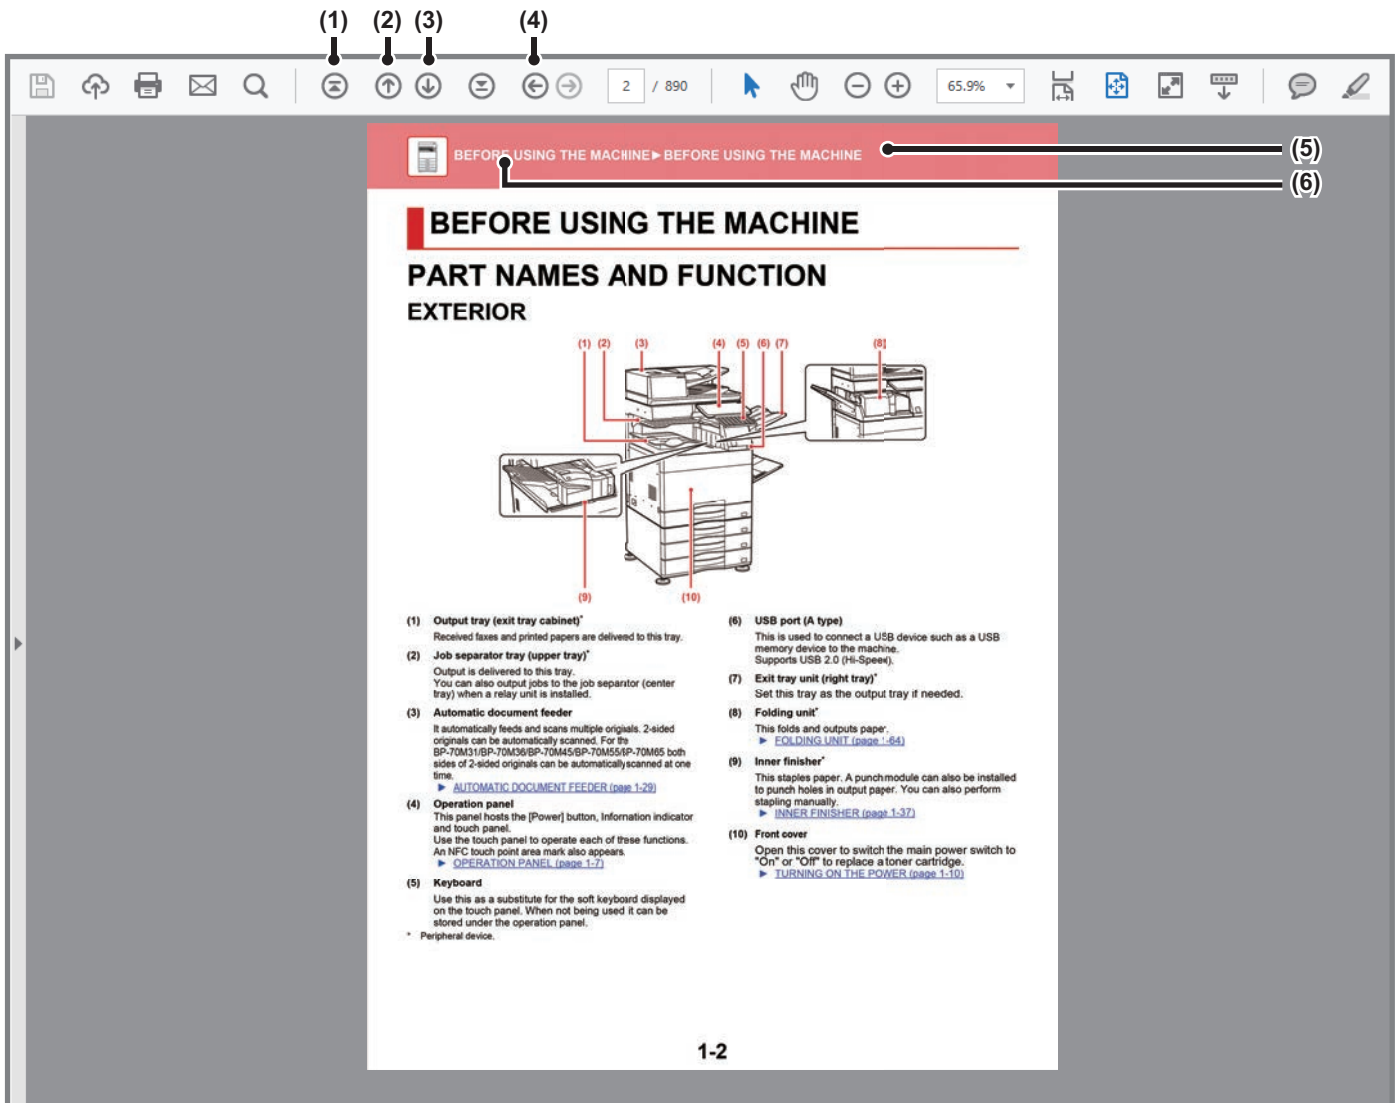 (1) (2) (3) (4)
2 / 890 65.9%
BEFORE USING THE MACHINE►BEFORE USING THE MACHINE
(5)
(6)
BEFORE USING THE MACHINE
PART NAMES AND FUNCTION
EXTERIOR
(1) (2) (3) (4) (5) (6) (7) (8)
(9) (10)
(1) Output tray (exit tray cabinet)*
Received faxes and printed papers are delivered to this tray.
(2) Job separator tray (upper tray)*
Output is delivered to this tray.
You can also output jobs to the job separator (center
tray) when a relay unit is installed.
(3) Automatic document feeder
It automatically feeds and scans multiple originals. 2-sided
originals can be automatically scanned. For the
BP-70M31/BP-70M36/BP-70M45/BP-70M55/BP-70M65 both
sides of 2-sided originals can be automatically scanned at one
time.
► AUTOMATIC DOCUMENT FEEDER (page 1-29)
(4) Operation panel
This panel hosts the [Power] button, Information indicator
and touch panel.
Use the touch panel to operate each of these functions.
An NFC touch point area mark also appears.
► OPERATION PANEL (page 1-7)
(5) Keyboard
Use this as a substitute for the soft keyboard displayed
on the touch panel. When not being used it can be
stored under the operation panel.
* Peripheral device.
(6) USB port (A type)
This is used to connect a USB device such as a USB
memory device to the machine.
Supports USB 2.0 (Hi-Speed).
(7) Exit tray unit (right tray)*
Set this tray as the output tray if needed.
(8) Folding unit*
This folds and outputs paper.
► FOLDING UNIT (page 1-64)
(9) Inner finisher*
This staples paper. A punch module can also be installed
to punch holes in output paper. You can also perform
stapling manually.
► INNER FINISHER (page 1-37)
(10) Front cover
Open this cover to switch the main power switch to
"On" or "Off" to replace a toner cartridge.
► TURNING ON THE POWER (page 1-10)
1-2